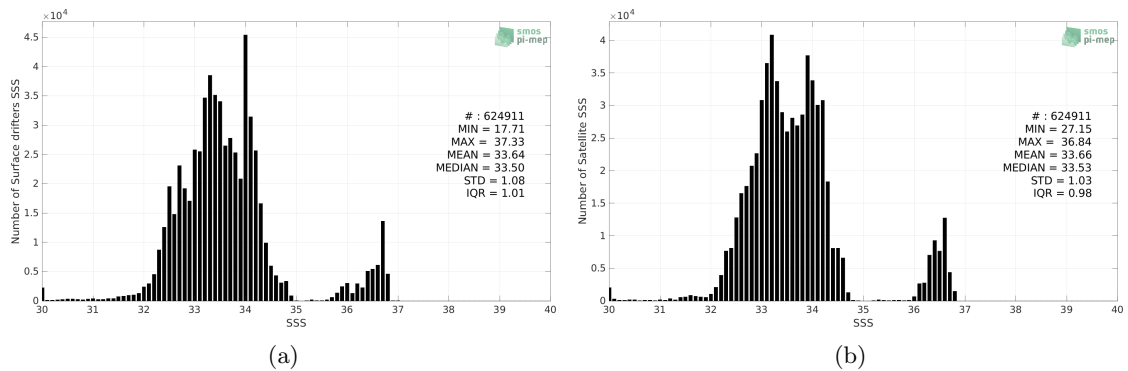 ×10⁴
4.5
4
3.5
3
2.5
2
1.5
1
0.5
0
Number of Surface drifters SSS
30 31 32 33 34 35 36 37 38 39 40
SSS
smos
pi-mep
# : 624911
MIN = 17.71
MAX = 37.33
MEAN = 33.64
MEDIAN = 33.50
STD = 1.08
IQR = 1.01
(a)
×10⁴
4
3.5
3
2.5
2
1.5
1
0.5
0
Number of Satellite SSS
30 31 32 33 34 35 36 37 38 39 40
SSS
smos
pi-mep
# : 624911
MIN = 27.15
MAX = 36.84
MEAN = 33.66
MEDIAN = 33.53
STD = 1.03
IQR = 0.98
(b)